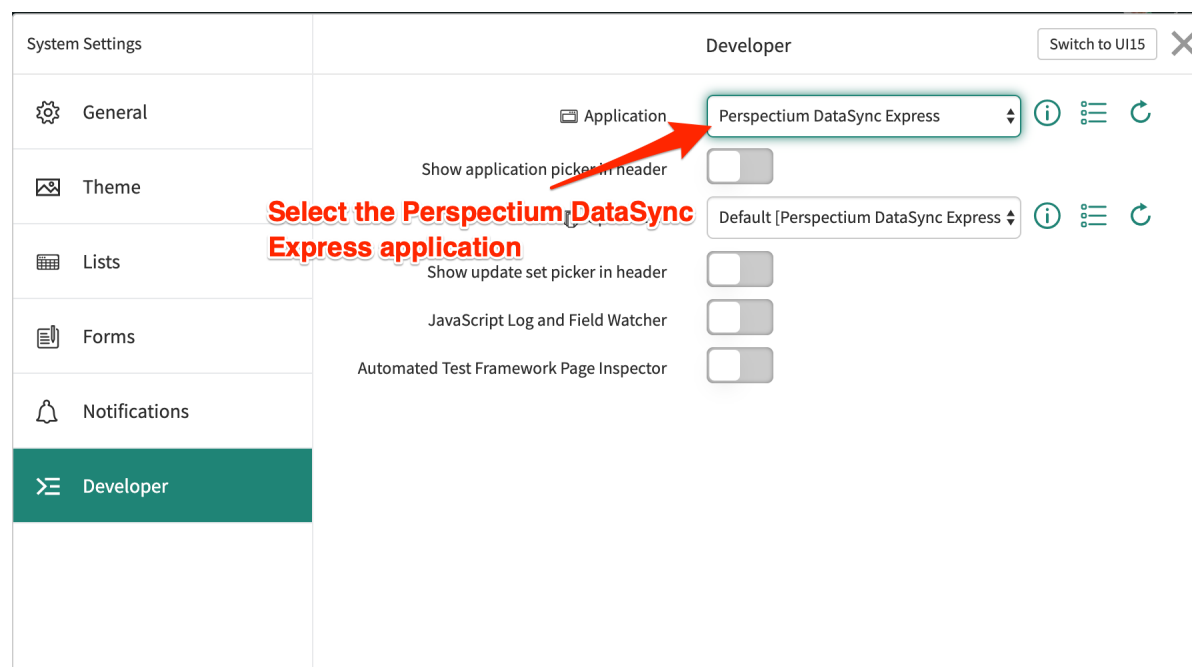 System Settings
Developer
Switch to UI15
General
Application
Perspectium DataSync Express
Show application picker in header
Theme
Select the Perspectium DataSync
Express application
Default [Perspectium DataSync Express
Lists
Show update set picker in header
JavaScript Log and Field Watcher
Forms
Automated Test Framework Page Inspector
Notifications
Developer